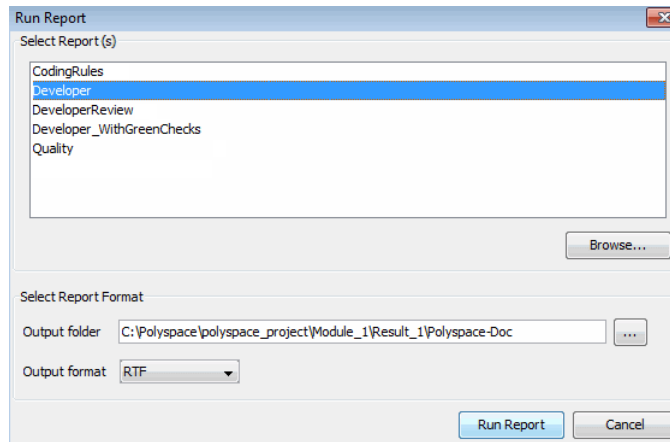 Run Report
Select Report (s)
CodingRules
Developer
DeveloperReview
Developer_WithGreenChecks
Quality
Browse...
Select Report Format
Output folder C:\Polyspace\polyspace_project\Module_1\Result_1\Polyspace-Doc ...
Output format RTF
Run Report Cancel